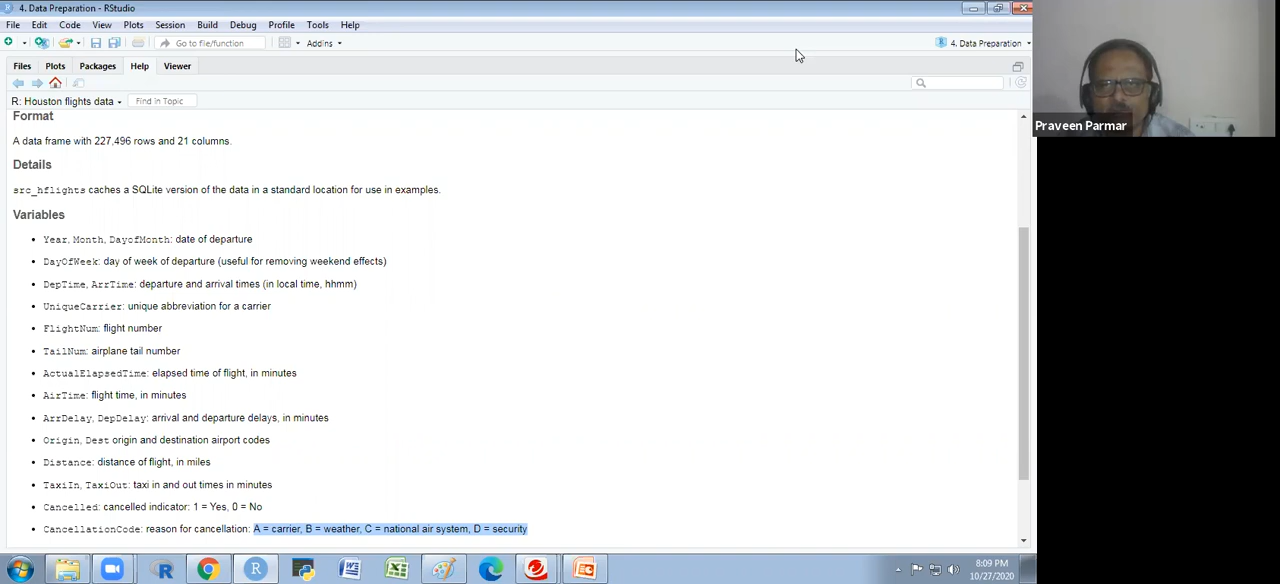 4. Data Preparation - RStudio
File Edit Code View Plots Session Build Debug Profile Tools Help
Go to file/function Addins 4. Data Preparation
Files Plots Packages Help Viewer
R: Houston flights data Find in Topic
Format
A data frame with 227,496 rows and 21 columns.
Details
src_hflights caches a SQLite version of the data in a standard location for use in examples.
Variables
• Year, Month, DayofMonth: date of departure
• DayOfWeek: day of week of departure (useful for removing weekend effects)
• DepTime, ArrTime: departure and arrival times (in local time, hhmm)
• UniqueCarrier: unique abbreviation for a carrier
• FlightNum: flight number
• TailNum: airplane tail number
• ActualElapsedTime: elapsed time of flight, in minutes
• AirTime: flight time, in minutes
• ArrDelay, DepDelay: arrival and departure delays, in minutes
• Origin, Dest origin and destination airport codes
• Distance: distance of flight, in miles
• TaxiIn, TaxiOut: taxi in and out times in minutes
• Cancelled: cancelled indicator: 1 = Yes, 0 = No
• CancellationCode: reason for cancellation: A = carrier, B = weather, C = national air system, D = security
8:09 PM
10/27/2020
Praveen Parmar